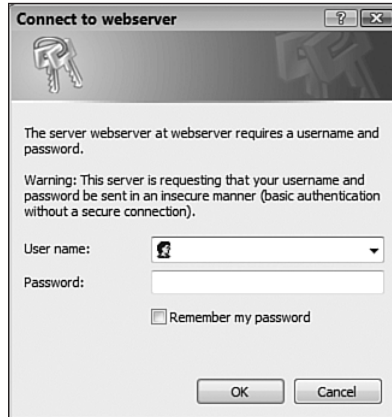 Connect to webserver
The server webserver at webserver requires a username and
password.
Warning: This server is requesting that your username and
password be sent in an insecure manner (basic authentication
without a secure connection).
User name:
Password:
Remember my password
OK
Cancel